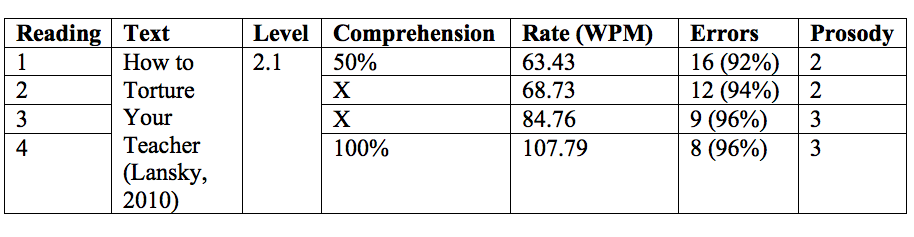 Reading Text Level Comprehension Rate (WPM) Errors Prosody
1 How to 2.1 50% 63.43 16 (92%) 2
2 Torture X 68.73 12 (94%) 2
3 Your X 84.76 9 (96%) 3
4 Teacher 100% 107.79 8 (96%) 3
(Lansky,
2010)